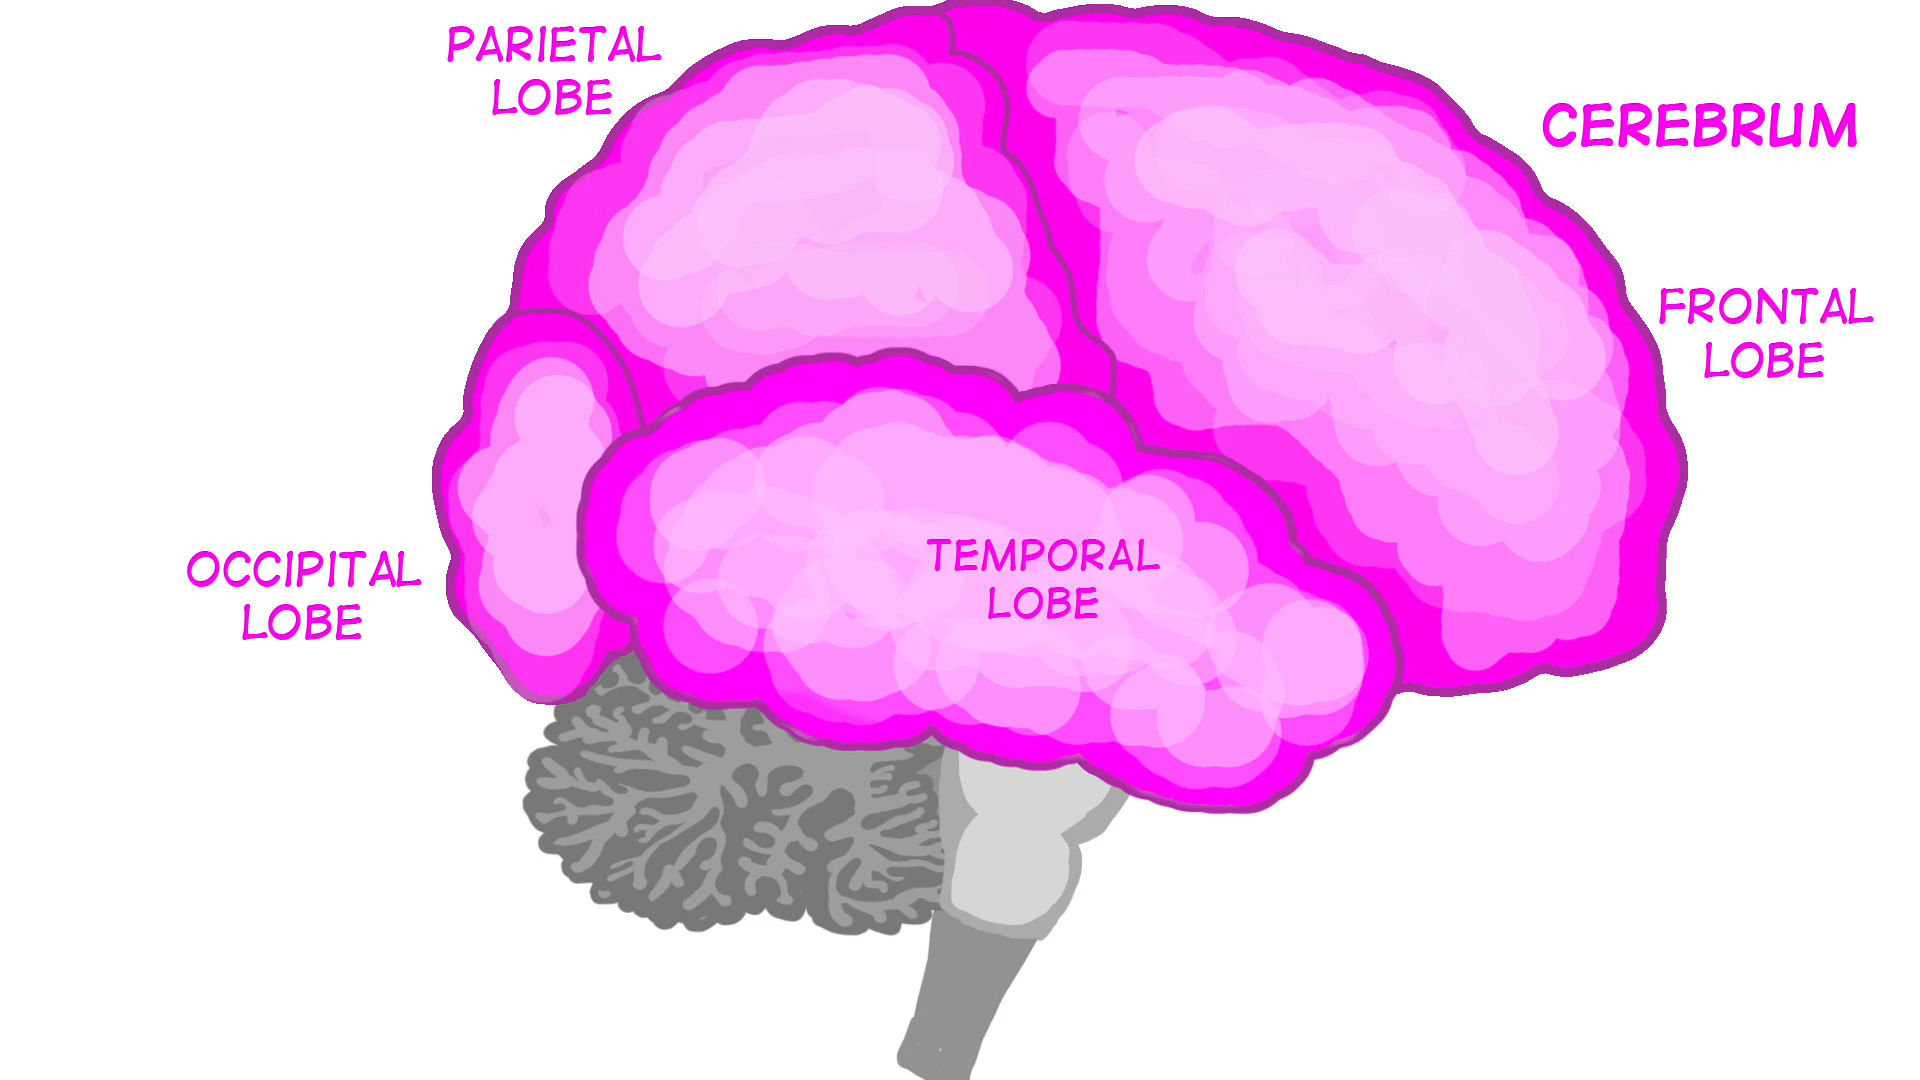 PARIETAL
LOBE
CEREBRUM
FRONTAL
LOBE
TEMPORAL
LOBE
OCCIPITAL
LOBE